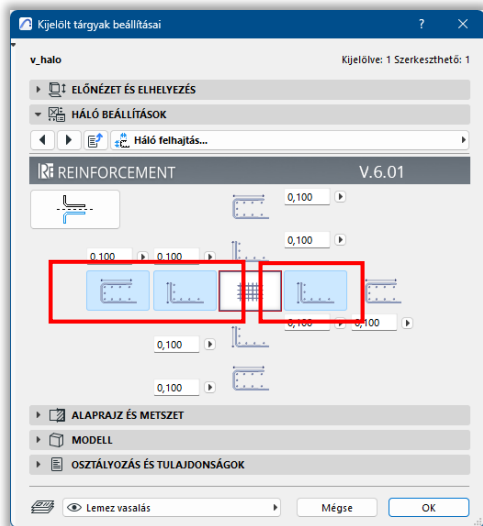 Kijelölt tárgyak beállításai ? ×
v_halo Kijelölve: 1 Szerkeszthető: 1
ELŐNÉZET ÉS ELHELYEZÉS
HÁLÓ BEÁLLÍTÁSOK
Háló felhajtás...
REINFORCEMENT V.6.01
0,100
0,100
0,100 0,100
0,100 0,100
0,100
0,100
ALAPRAJZ ÉS METSZET
MODELL
OSZTÁLYOZÁS ÉS TULAJDONSÁGOK
Lemez vasalás Mégse OK